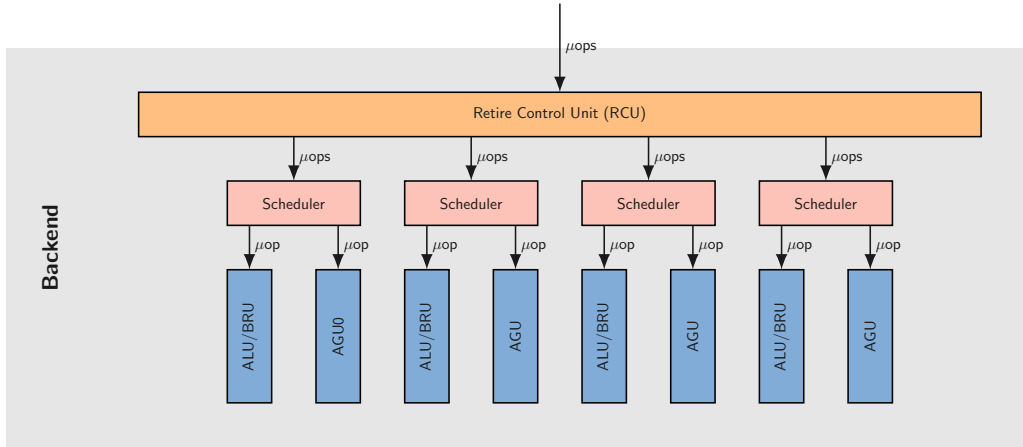 μops
Retire Control Unit (RCU)
μops
μops
μops
μops
Scheduler
Scheduler
Scheduler
Scheduler
μop
μop
μop
μop
μop
μop
μop
μop
Backend
ALU/BRU
AGU0
ALU/BRU
AGU
ALU/BRU
AGU
ALU/BRU
AGU